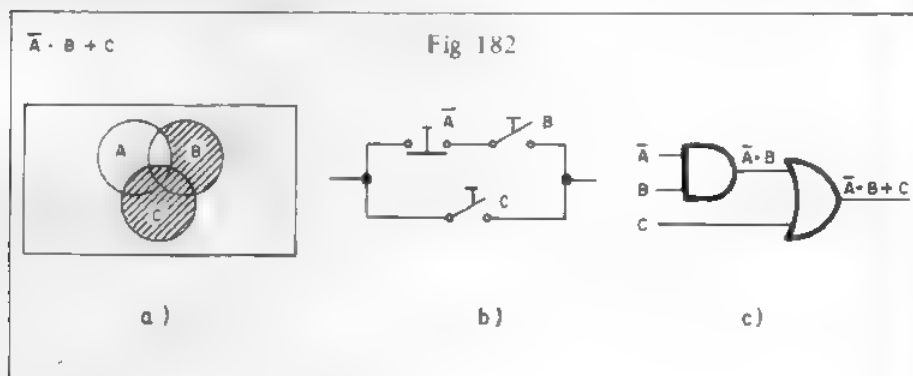 Fig 182
A̅ · B + C
A B
C
A̅ B
C
A̅
B
C
A̅ · B
A̅ · B + C
a) b) c)